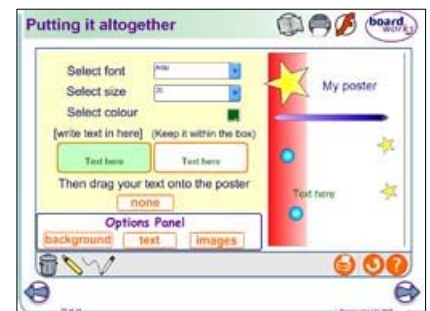 Putting it altogether
board
works
Select font
Select size
Select colour
[write text in here] (Keep it within the box)
Text here Text here
Then drag your text onto the poster
none
Options Panel
background text images
My poster
Text here
?